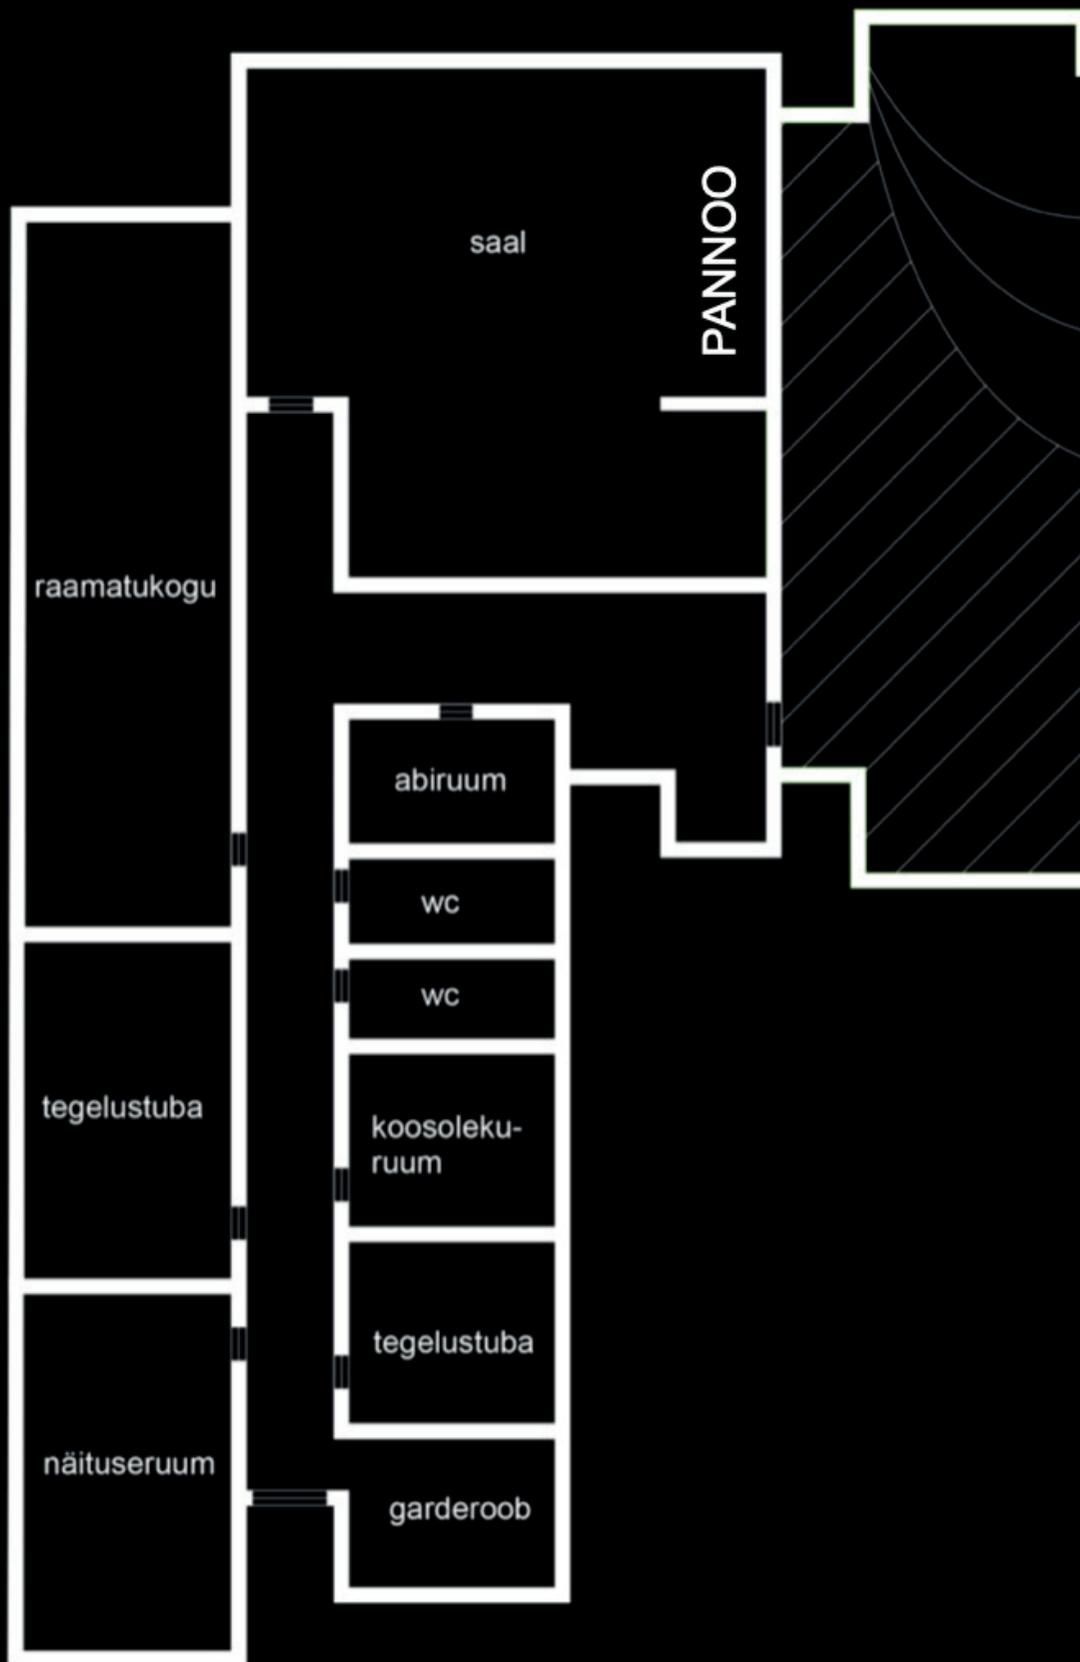 saal
PANNOO
raamatukogu
abiruum
wc
wc
tegelustuba
koosoleku-
ruum
tegelustuba
näituseruum
garderoob